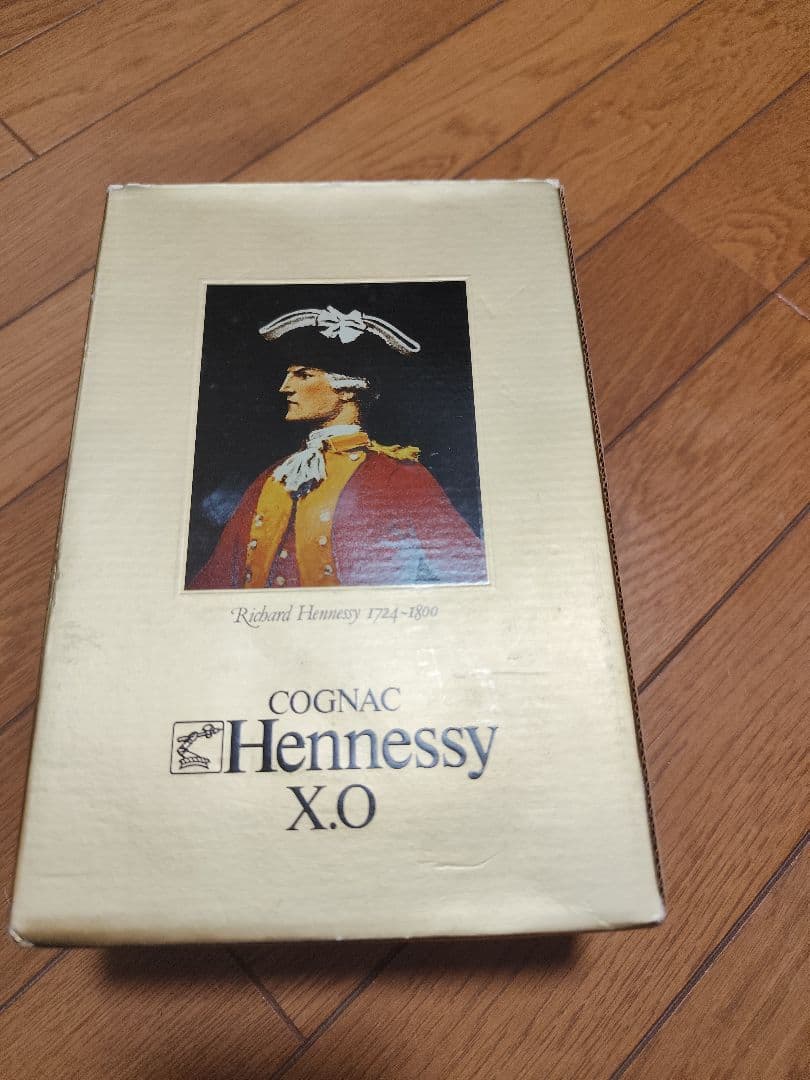 Richard Hennessy 1724~1800
COGNAC
Hennessy
X.O